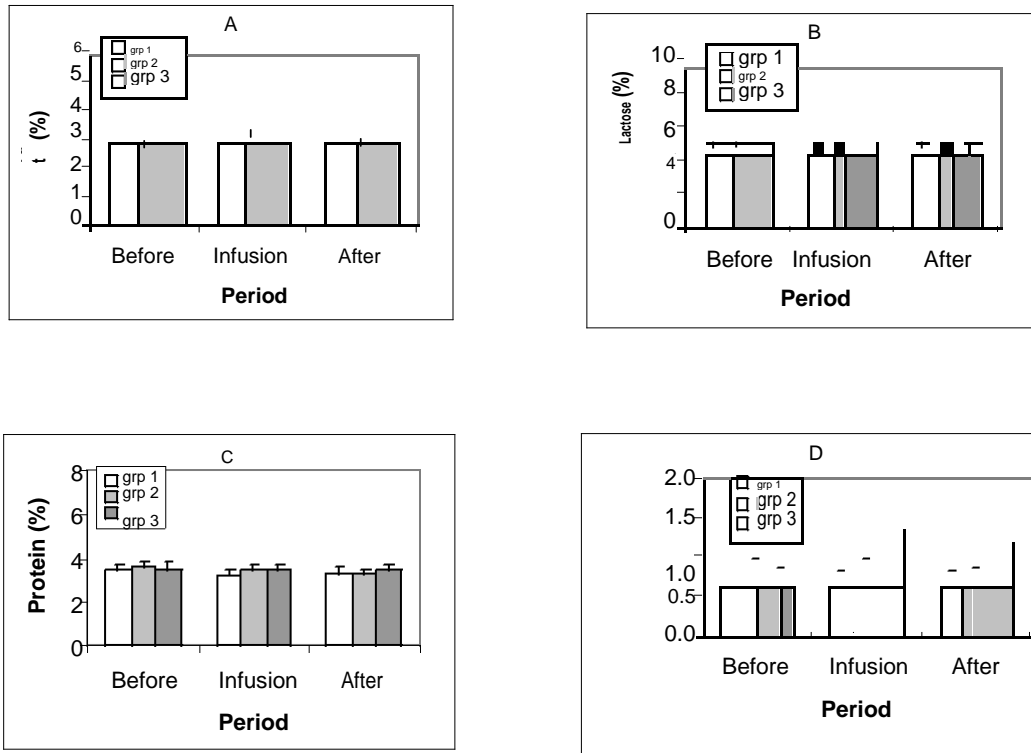 A
6
grp 1
grp 2
grp 3
5
4
3
(%)
2
1
0
Before Infusion After
Period
B
10
grp 1
grp 2
grp 3
8
Lactose (%)
6
4
2
0
Before Infusion After
Period
C
8
grp 1
grp 2
grp 3
6
Protein (%)
4
2
0
Before Infusion After
Period
D
2.0
grp 1
grp 2
grp 3
1.5
1.0
0.5
0.0
Before Infusion After
Period